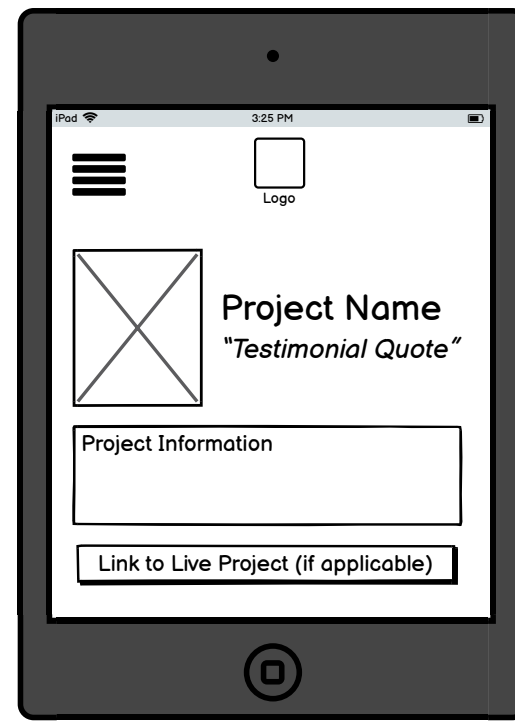 iPad 3:25 PM
Logo
Project Name
“Testimonial Quote”
Project Information
Link to Live Project (if applicable)